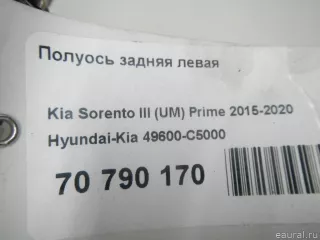 Полуось задняя левая
Kia Sorento III (UM) Prime 2015-2020
Hyundai-Kia 49600-C5000
70 790 170
eaural.ru